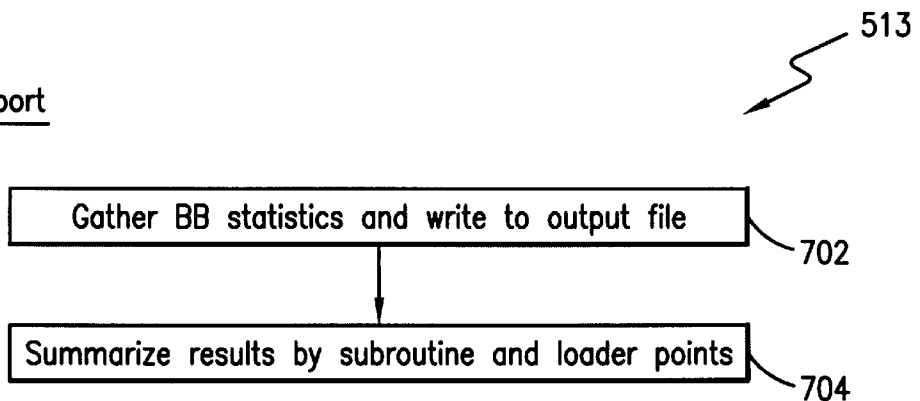 513
port
Gather BB statistics and write to output file
702
Summarize results by subroutine and loader points
704